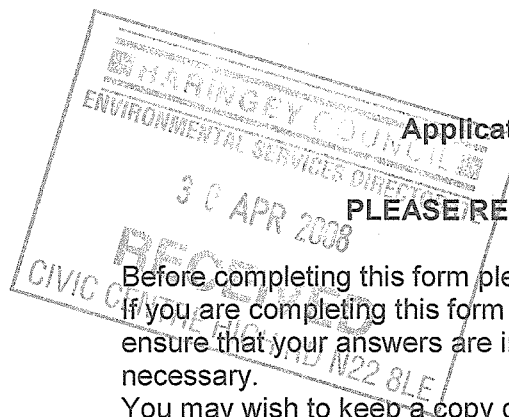 HARINGEY COUNCIL
ENVIRONMENTAL SERVICES DIRECTORATE
30 APR 2008
RECEIVED
CIVIC CENTRE HIGH RD N22 8LE
Applicat
PLEASE RE
Before completing this form ple
If you are completing this form
ensure that your answers are i
necessary.
You may wish to keep a copy o